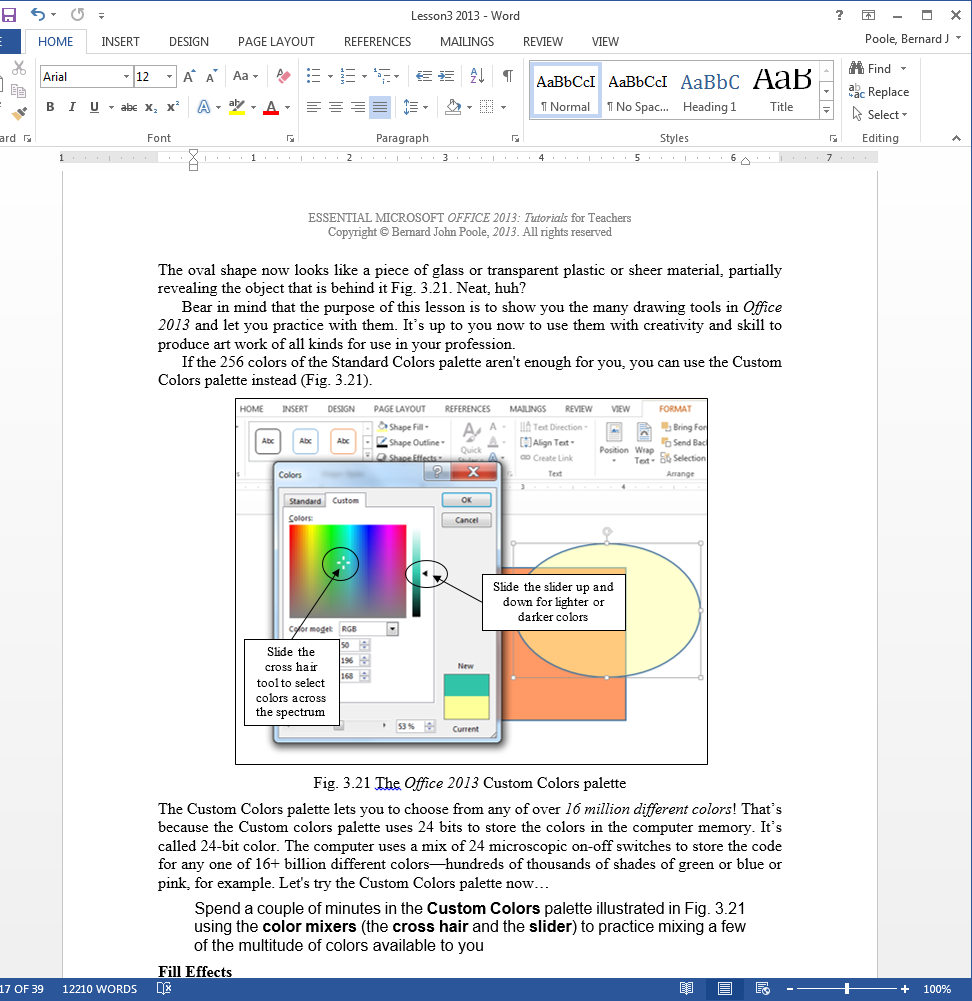 Lesson3 2013 - Word
HOME INSERT DESIGN PAGE LAYOUT REFERENCES MAILINGS REVIEW VIEW
Poole, Bernard J
Arial 12 Aa
B I U abc x₂ x²
A ab A
AaBbCcI AaBbCcI AaBbC AaB
¶ Normal ¶ No Spac... Heading 1 Title
Find
Replace
Select
ard Font Paragraph Styles Editing
1 1 2 3 4 5 6 7
ESSENTIAL MICROSOFT OFFICE 2013: Tutorials for Teachers
Copyright © Bernard John Poole, 2013. All rights reserved
The oval shape now looks like a piece of glass or transparent plastic or sheer material, partially
revealing the object that is behind it Fig. 3.21. Neat, huh?
Bear in mind that the purpose of this lesson is to show you the many drawing tools in Office
2013 and let you practice with them. It's up to you now to use them with creativity and skill to
produce art work of all kinds for use in your profession.
If the 256 colors of the Standard Colors palette aren't enough for you, you can use the Custom
Colors palette instead (Fig. 3.21).
HOME INSERT DESIGN PAGE LAYOUT REFERENCES MAILINGS REVIEW VIEW FORMAT
Abc Abc Abc
Shape Fill
Shape Outline
Shape Effects
Quick
Text Direction
Align Text
Create Link
Text
Position
Wrap
Text
Bring For
Send Bac
Selection
Arrange
3 4
Colors
Standard Custom
OK
Cancel
Colors:
Color model: RGB
50
196
168
53 %
New
Current
Slide the
cross hair
tool to select
colors across
the spectrum
Slide the slider up and
down for lighter or
darker colors
Fig. 3.21 The Office 2013 Custom Colors palette
The Custom Colors palette lets you to choose from any of over 16 million different colors! That's
because the Custom colors palette uses 24 bits to store the colors in the computer memory. It's
called 24-bit color. The computer uses a mix of 24 microscopic on-off switches to store the code
for any one of 16+ billion different colors—hundreds of thousands of shades of green or blue or
pink, for example. Let's try the Custom Colors palette now…
Spend a couple of minutes in the Custom Colors palette illustrated in Fig. 3.21
using the color mixers (the cross hair and the slider) to practice mixing a few
of the multitude of colors available to you
Fill Effects
17 OF 39 12210 WORDS 100%